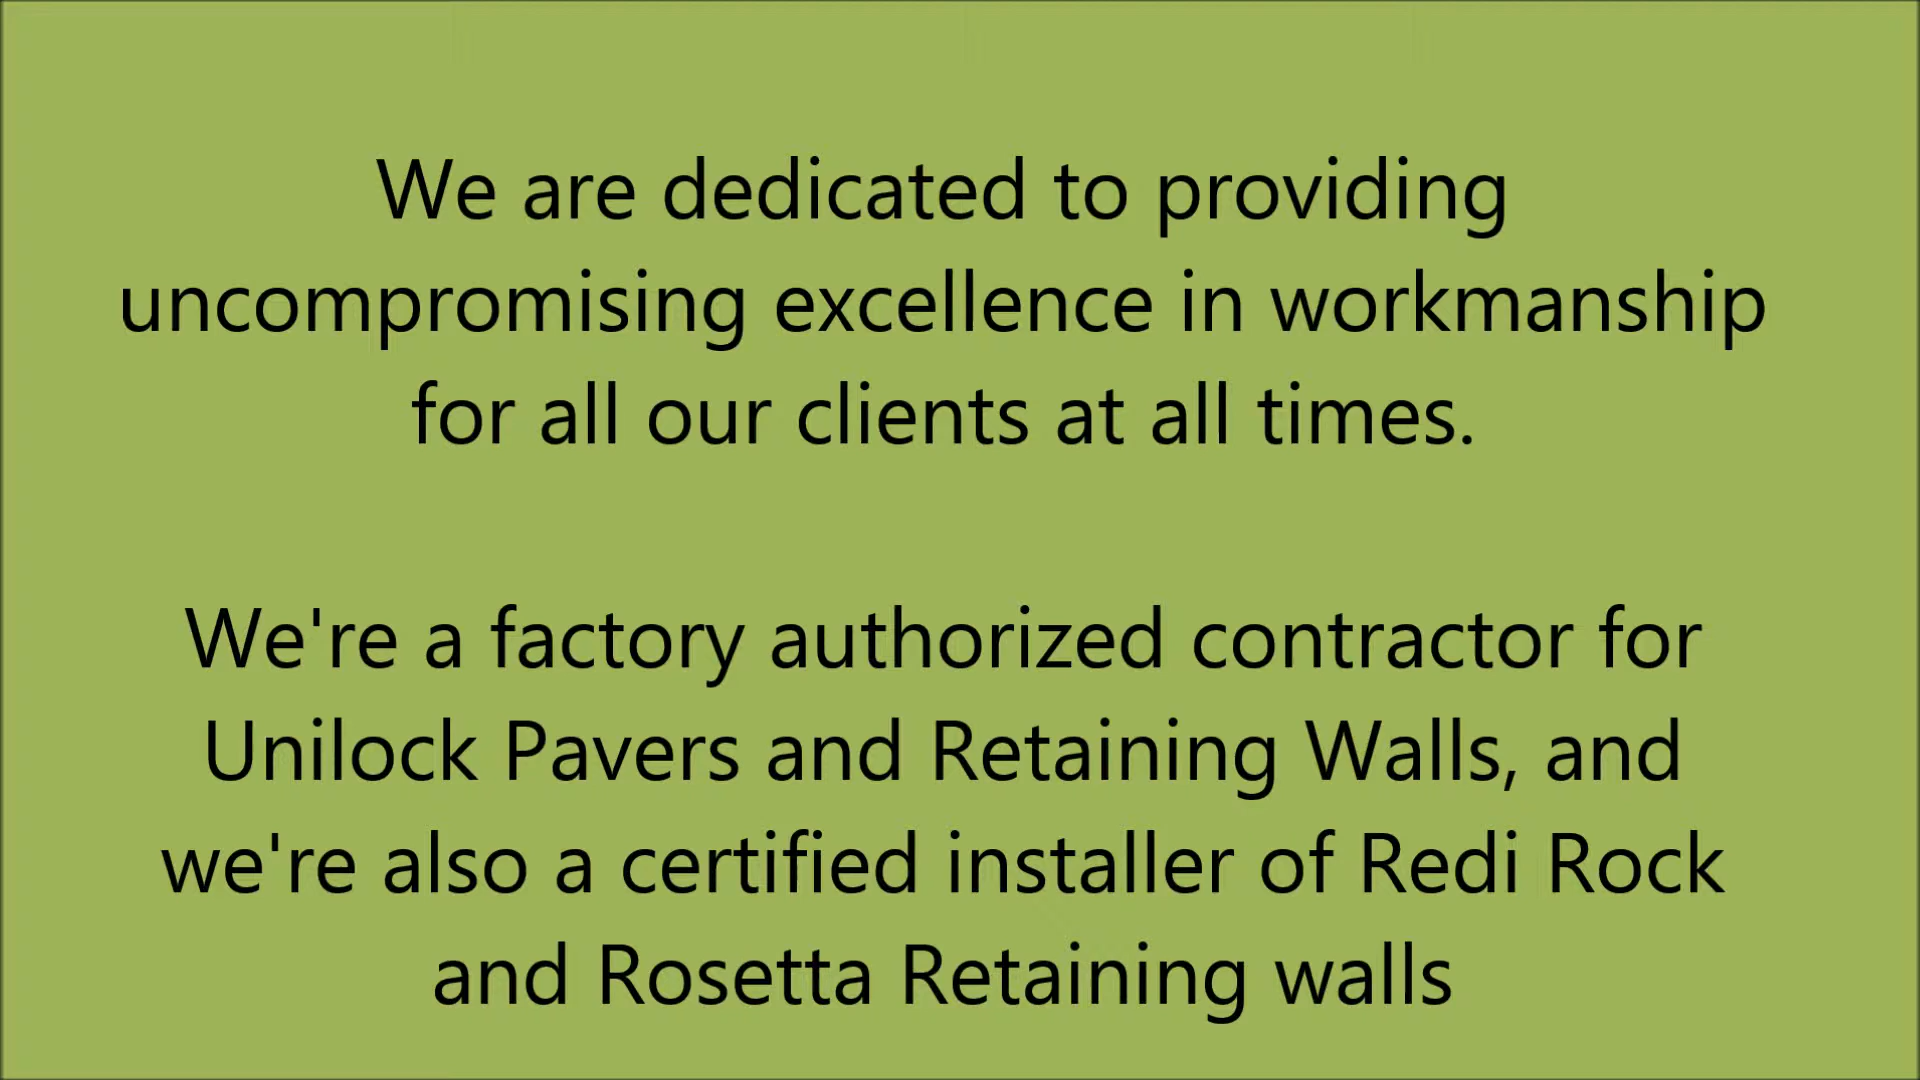 We are dedicated to providing
uncompromising excellence in workmanship
for all our clients at all times.
We're a factory authorized contractor for
Unilock Pavers and Retaining Walls, and
we're also a certified installer of Redi Rock
and Rosetta Retaining walls